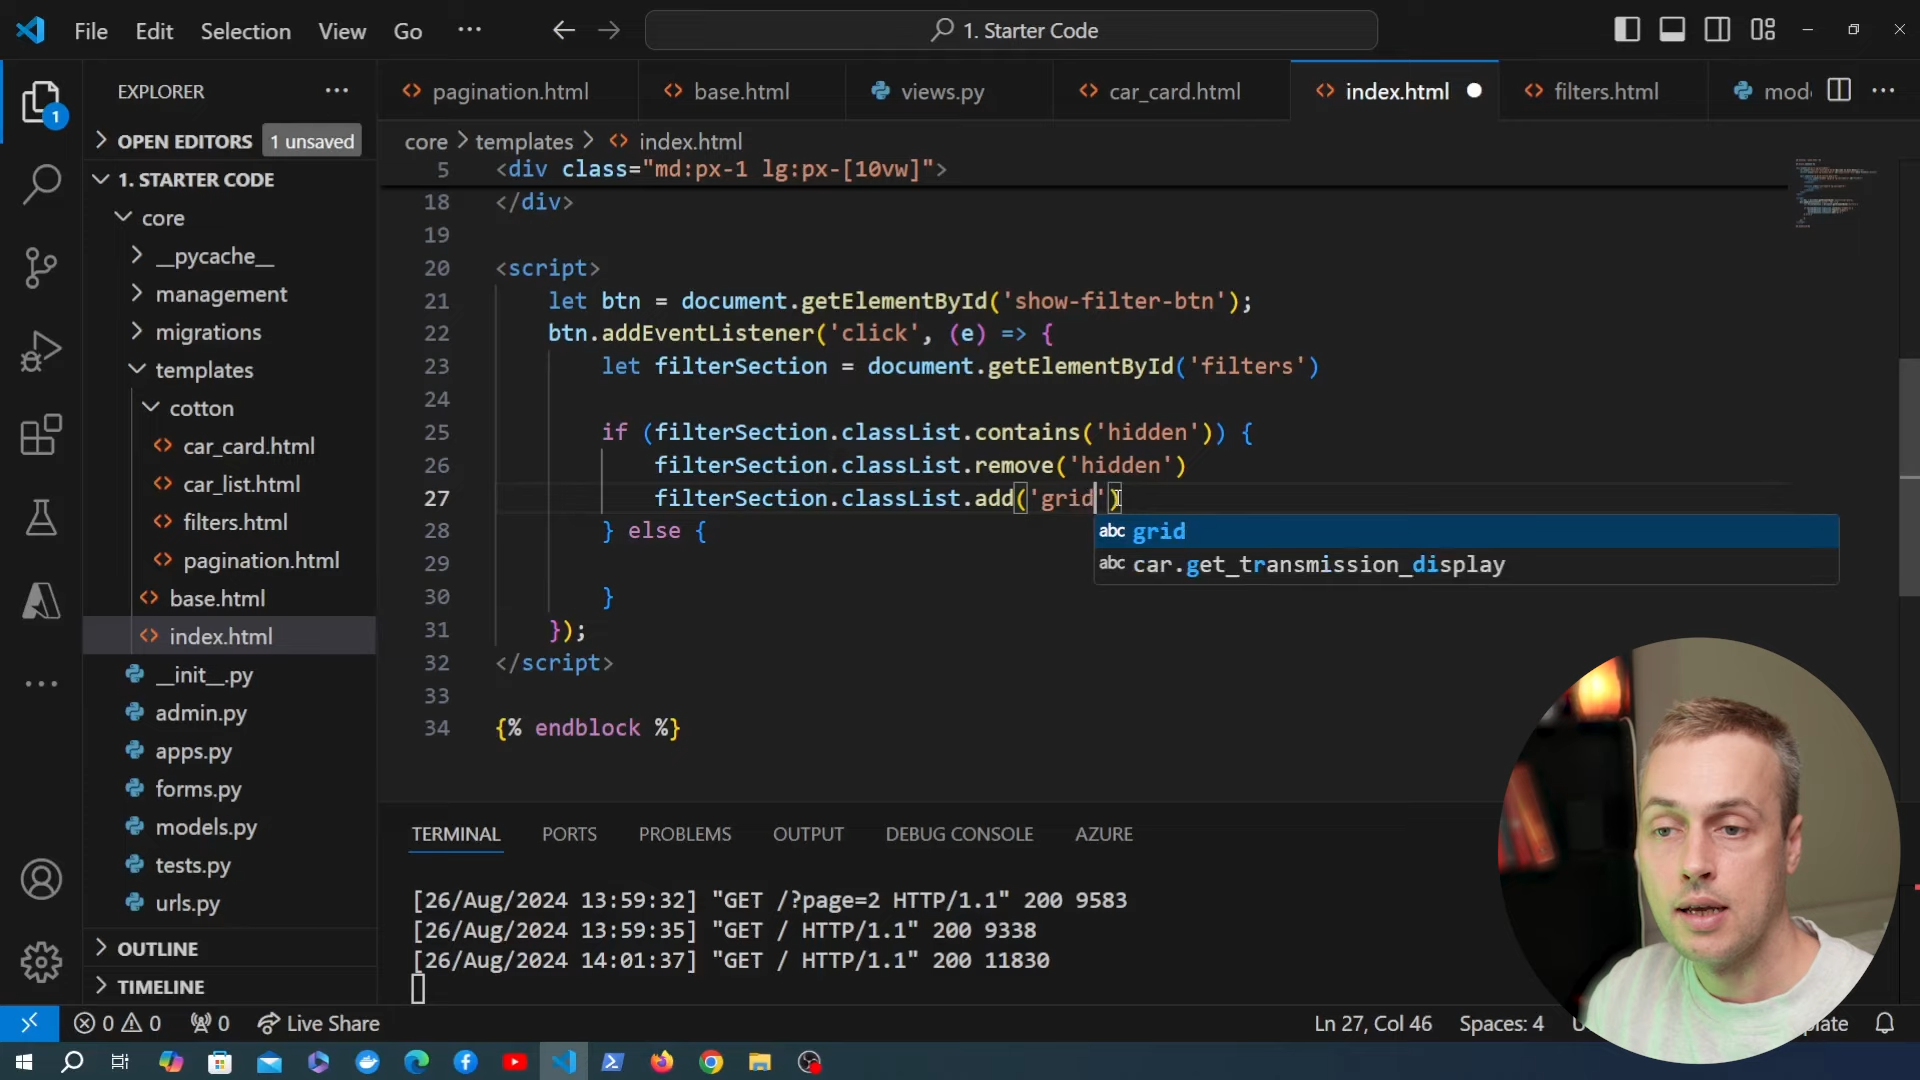 File Edit Selection View Go ··· 1. Starter Code
EXPLORER ···
OPEN EDITORS 1 unsaved
1. STARTER CODE
core
__pycache__
management
migrations
templates
cotton
car_card.html
car_list.html
filters.html
pagination.html
base.html
index.html
__init__.py
admin.py
apps.py
forms.py
models.py
tests.py
urls.py
OUTLINE
TIMELINE
1
pagination.html base.html views.py car_card.html index.html filters.html mod
core > templates > index.html
5 <div class="md:px-1 lg:px-[10vw]">
18 </div>
19
20 <script>
21 let btn = document.getElementById('show-filter-btn');
22 btn.addEventListener('click', (e) => {
23 let filterSection = document.getElementById('filters')
24
25 if (filterSection.classList.contains('hidden')) {
26 filterSection.classList.remove('hidden')
27 filterSection.classList.add('grid')
28 } else {
29
30 }
31 });
32 </script>
33
34 {% endblock %}
abc grid
abc car.get_transmission_display
TERMINAL PORTS PROBLEMS OUTPUT DEBUG CONSOLE AZURE
[26/Aug/2024 13:59:32] "GET /?page=2 HTTP/1.1" 200 9583
[26/Aug/2024 13:59:35] "GET / HTTP/1.1" 200 9338
[26/Aug/2024 14:01:37] "GET / HTTP/1.1" 200 11830
0 0 0 Live Share Ln 27, Col 46 Spaces: 4